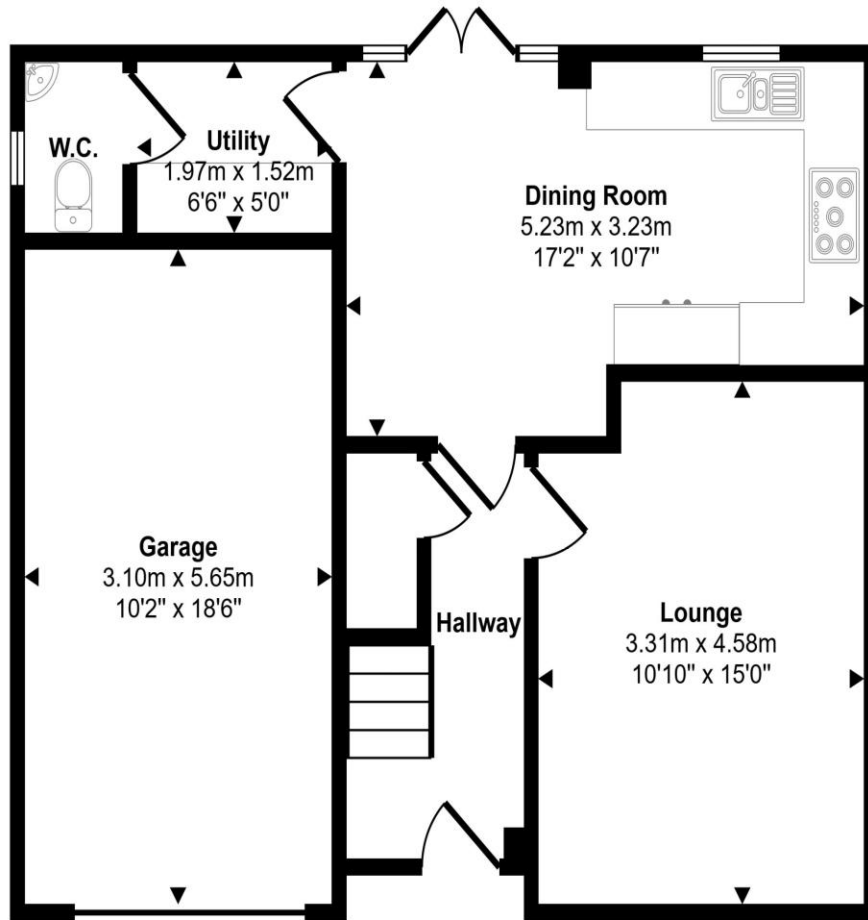 W.C.
Utility
1.97m x 1.52m
6'6" x 5'0"
Dining Room
5.23m x 3.23m
17'2" x 10'7"
Garage
3.10m x 5.65m
10'2" x 18'6"
Hallway
Lounge
3.31m x 4.58m
10'10" x 15'0"